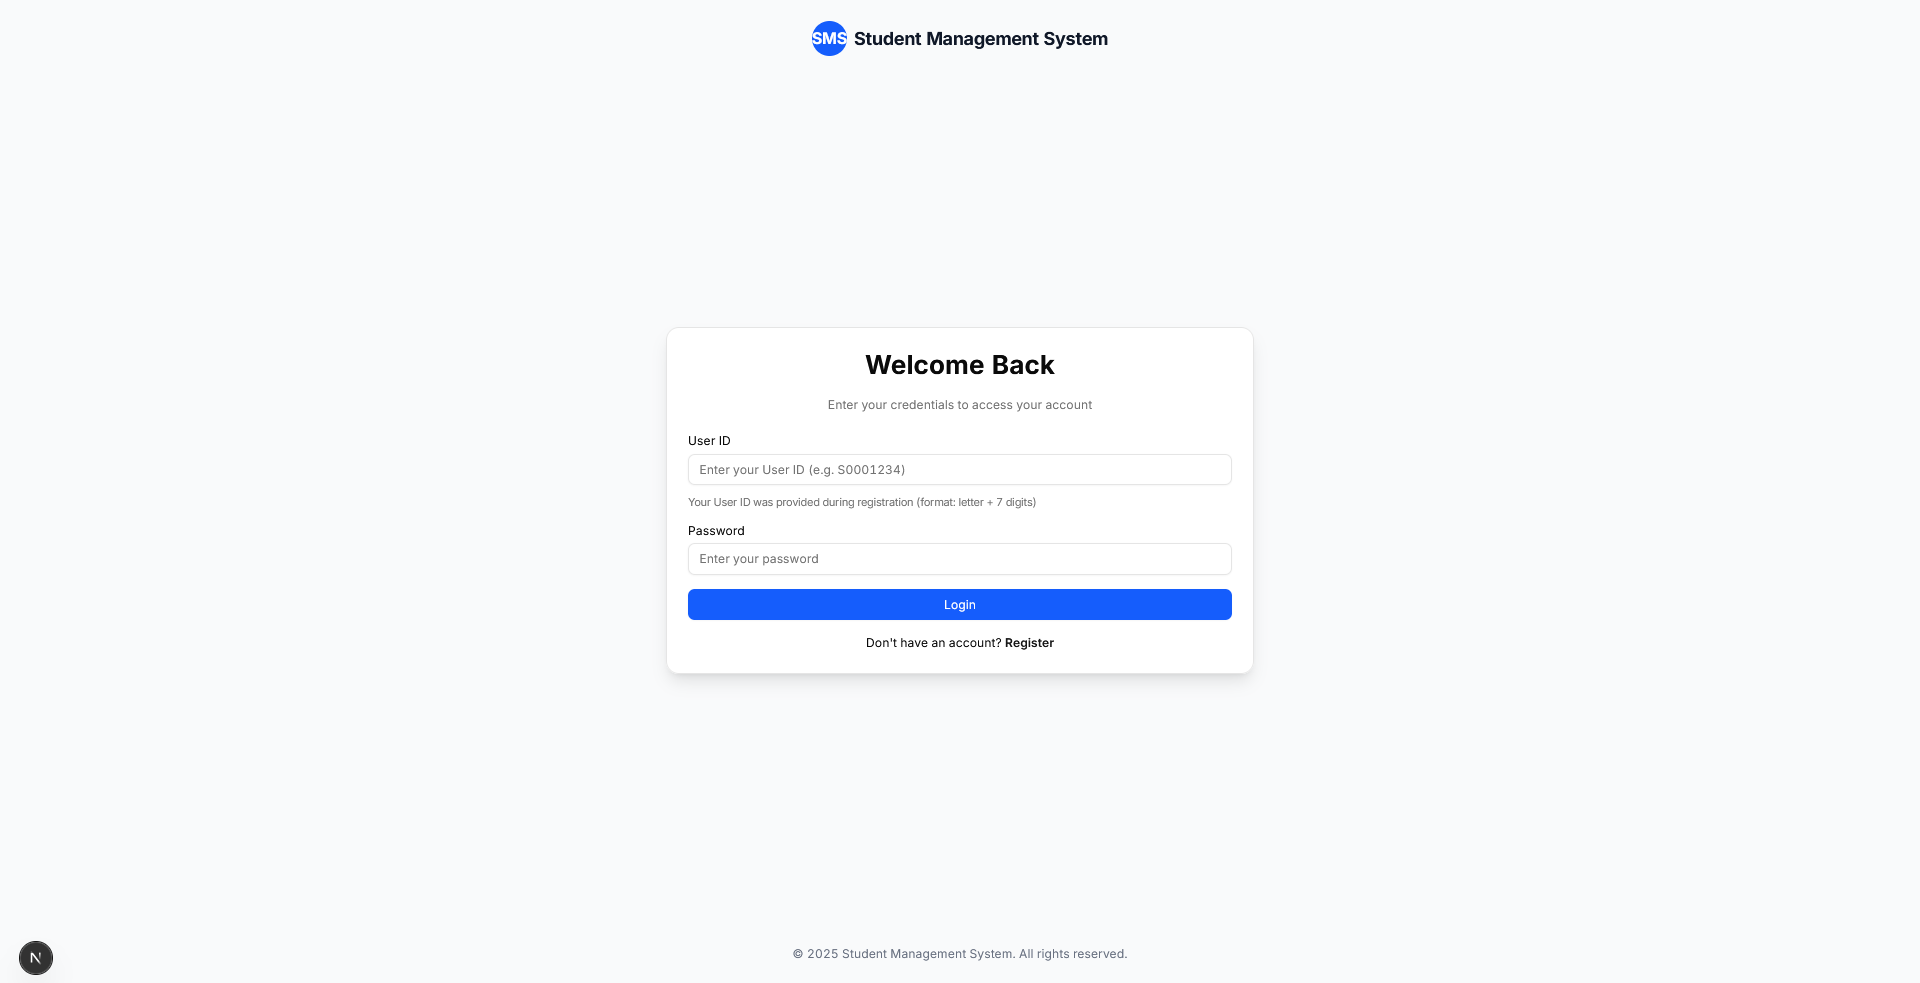 SMS Student Management System
Welcome Back
Enter your credentials to access your account
User ID
Enter your User ID (e.g. S0001234)
Your User ID was provided during registration (format: letter + 7 digits)
Password
Enter your password
Login
Don't have an account? Register
© 2025 Student Management System. All rights reserved.
N